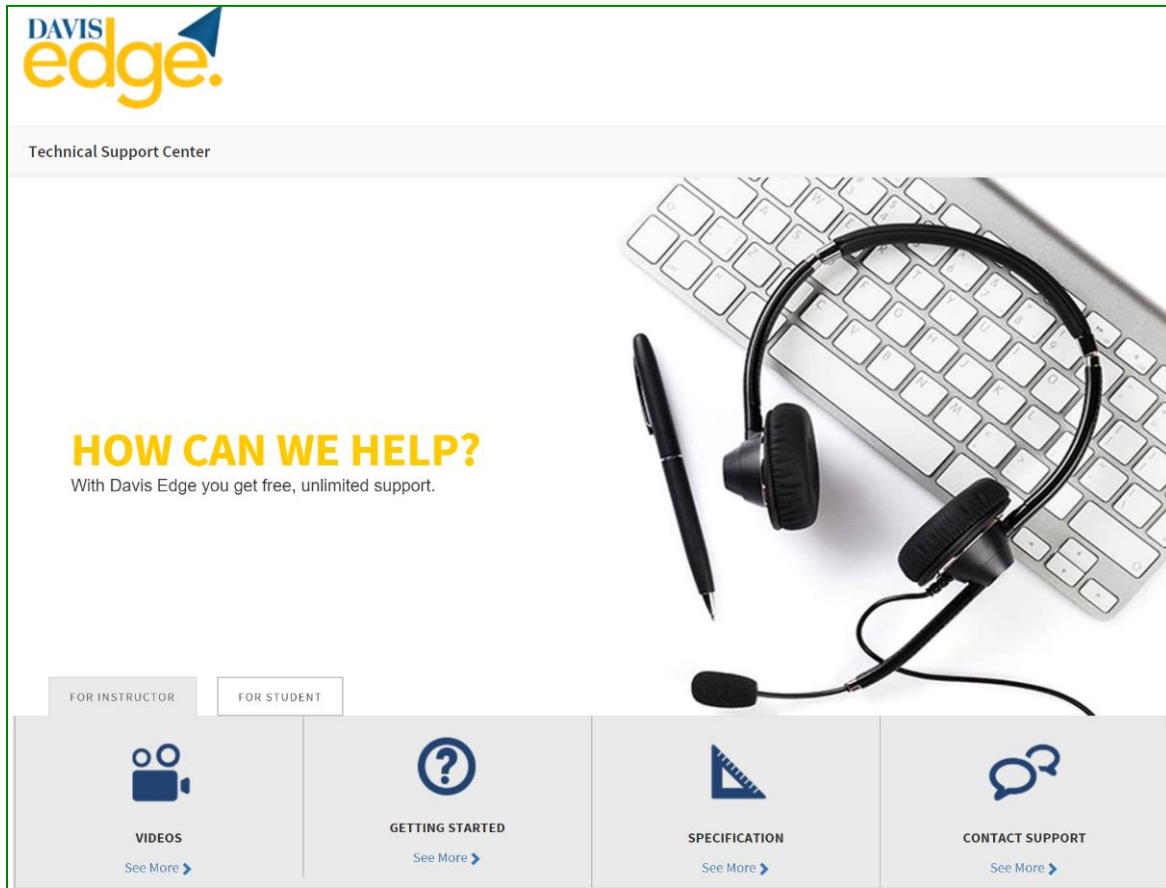 DAVIS
edge.
Technical Support Center
HOW CAN WE HELP?
With Davis Edge you get free, unlimited support.
FOR INSTRUCTOR
FOR STUDENT
VIDEOS
See More
GETTING STARTED
See More
SPECIFICATION
See More
CONTACT SUPPORT
See More